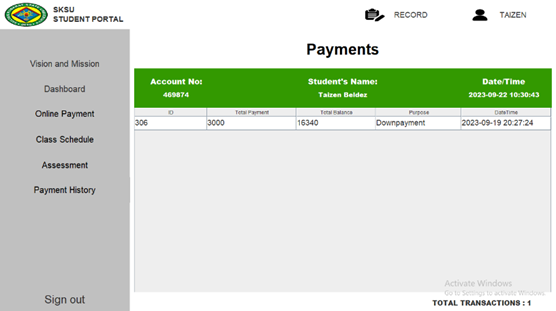 SKSU
STUDENT PORTAL
RECORD
TAIZEN
Vision and Mission
Dashboard
Online Payment
Class Schedule
Assessment
Payment History
Sign out
Payments
Account No: Student's Name: Date/Time
469874 Taizen Beldez 2023-09-22 10:30:43
ID Total Payment Total Balance Purpose DateTime
306 3000 16340 Downpayment 2023-09-19 20:27:24
Activate Windows
Go to Settings to activate Windows.
TOTAL TRANSACTIONS : 1